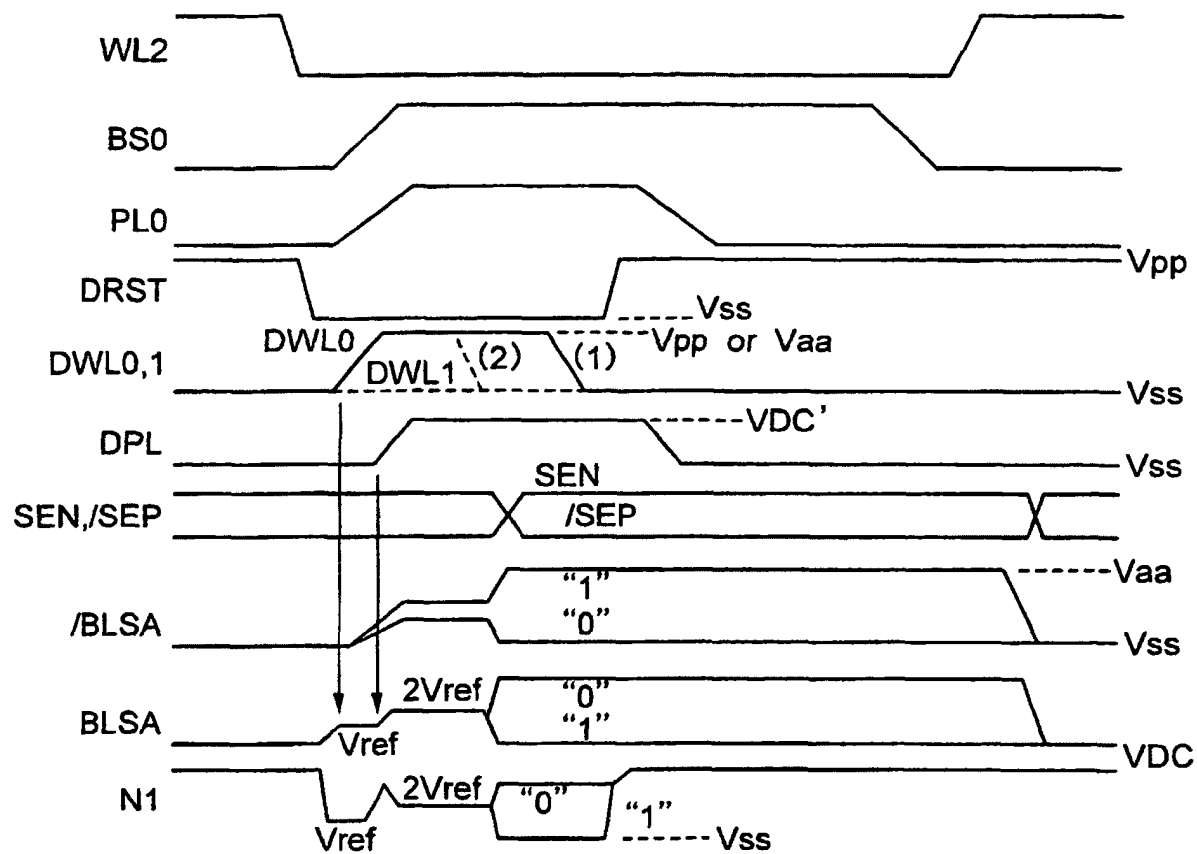 WL2
BS0
PL0
Vpp
DRST
Vss
DWL0
Vpp or Vaa
DWL0,1
DWL1
(2)
(1)
Vss
VDC'
DPL
Vss
SEN
SEN,/SEP
/SEP
Vaa
"1"
/BLSA
"0"
Vss
2Vref
"0"
BLSA
"1"
Vref
VDC
N1
2Vref
"0"
"1"
Vref
Vss